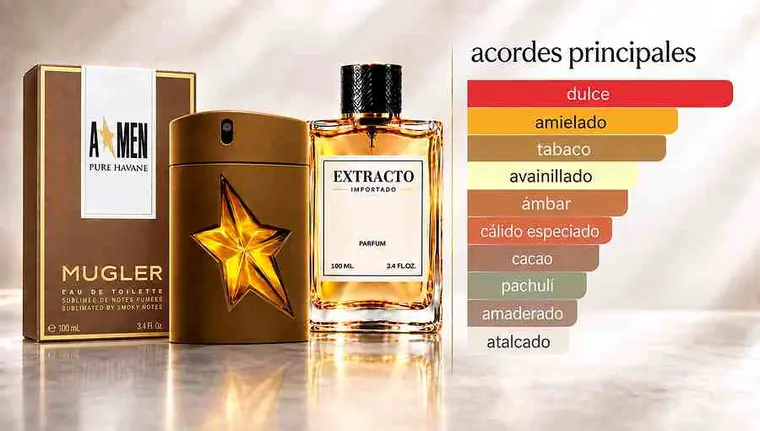 A★MEN
PURE HAVANE
MUGLER
EAU DE TOILETTE
SUBLIMÉE DE NOTES FUMÉES
SUBLIMATED BY SMOKY NOTES
e 100 mL 3.4 Fl. Oz.
EXTRACTO
IMPORTADO
PARFUM
100 ML. 3.4 FL.OZ.
acordes principales
dulce
amielado
tabaco
avainillado
ámbar
cálido especiado
cacao
pachulí
amaderado
atalcado